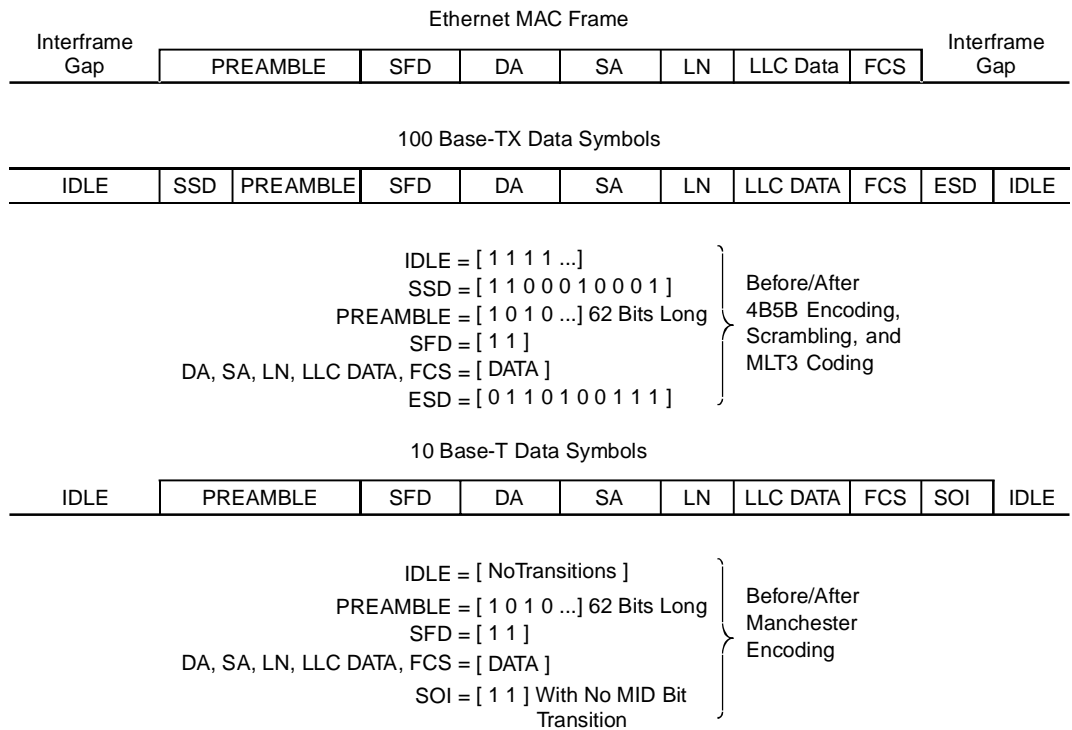 Ethernet MAC Frame
Interframe Gap PREAMBLE SFD DA SA LN LLC Data FCS Interframe Gap
100 Base-TX Data Symbols
IDLE SSD PREAMBLE SFD DA SA LN LLC DATA FCS ESD IDLE
IDLE = [ 1 1 1 1 ...]
SSD = [ 1 1 0 0 0 1 0 0 0 1 ]
PREAMBLE = [ 1 0 1 0 ...] 62 Bits Long
SFD = [ 1 1 ]
DA, SA, LN, LLC DATA, FCS = [ DATA ]
ESD = [ 0 1 1 0 1 0 0 1 1 1 ]
Before/After
4B5B Encoding,
Scrambling, and
MLT3 Coding
10 Base-T Data Symbols
IDLE PREAMBLE SFD DA SA LN LLC DATA FCS SOI IDLE
IDLE = [ NoTransitions ]
PREAMBLE = [ 1 0 1 0 ...] 62 Bits Long
SFD = [ 1 1 ]
DA, SA, LN, LLC DATA, FCS = [ DATA ]
SOI = [ 1 1 ] With No MID Bit
Transition
Before/After
Manchester
Encoding